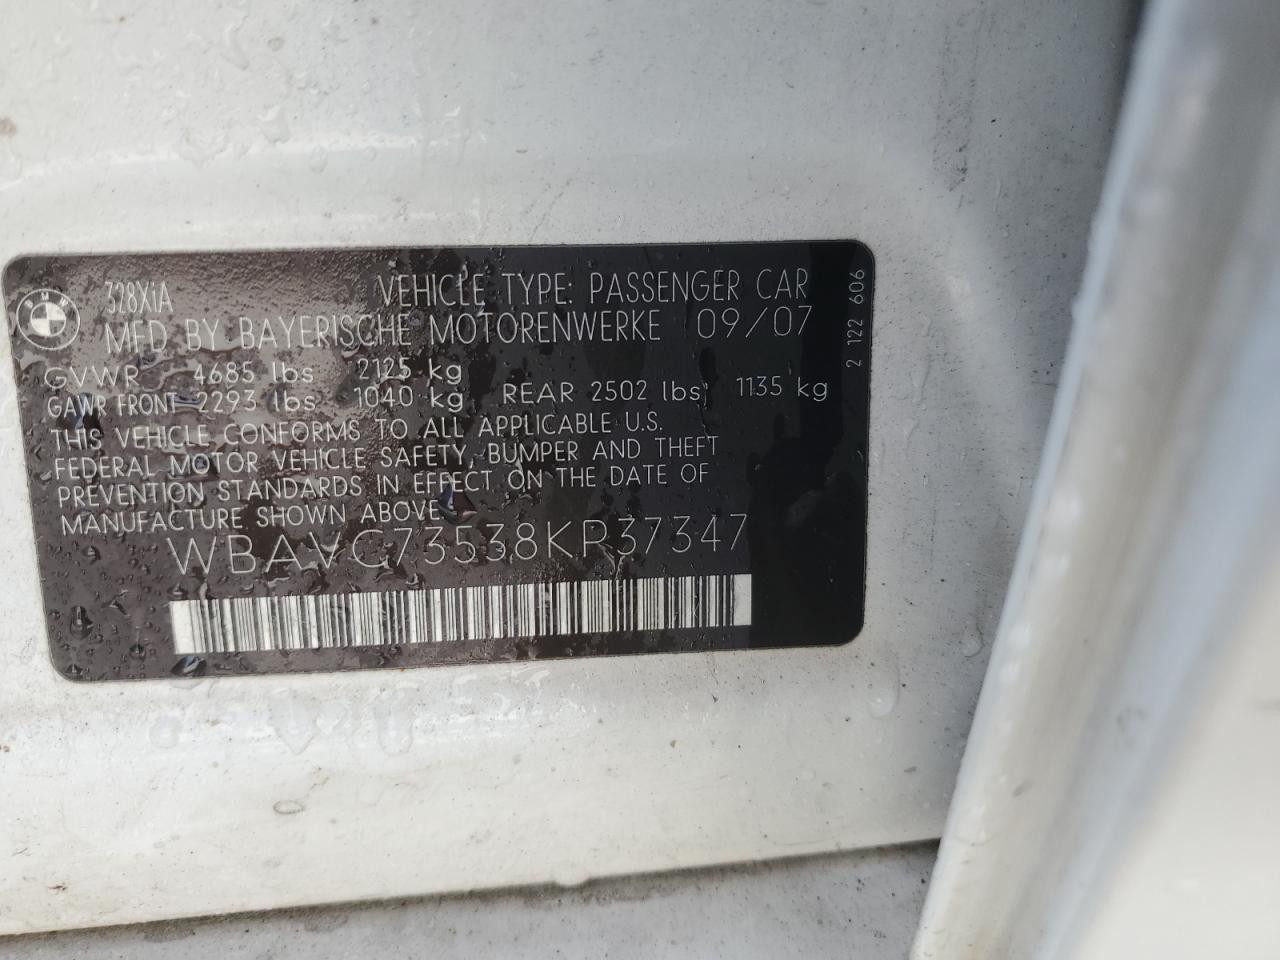 BMW
328XiA VEHICLE TYPE: PASSENGER CAR
MFD BY BAYERISCHE MOTORENWERKE 09/07
GVWR 4685 lbs 2125 kg
GAWR FRONT 2293 lbs 1040 kg REAR 2502 lbs 1135 kg
THIS VEHICLE CONFORMS TO ALL APPLICABLE U.S.
FEDERAL MOTOR VEHICLE SAFETY, BUMPER AND THEFT
PREVENTION STANDARDS IN EFFECT ON THE DATE OF
MANUFACTURE SHOWN ABOVE
WBAVC73538KP37347
2 122 606